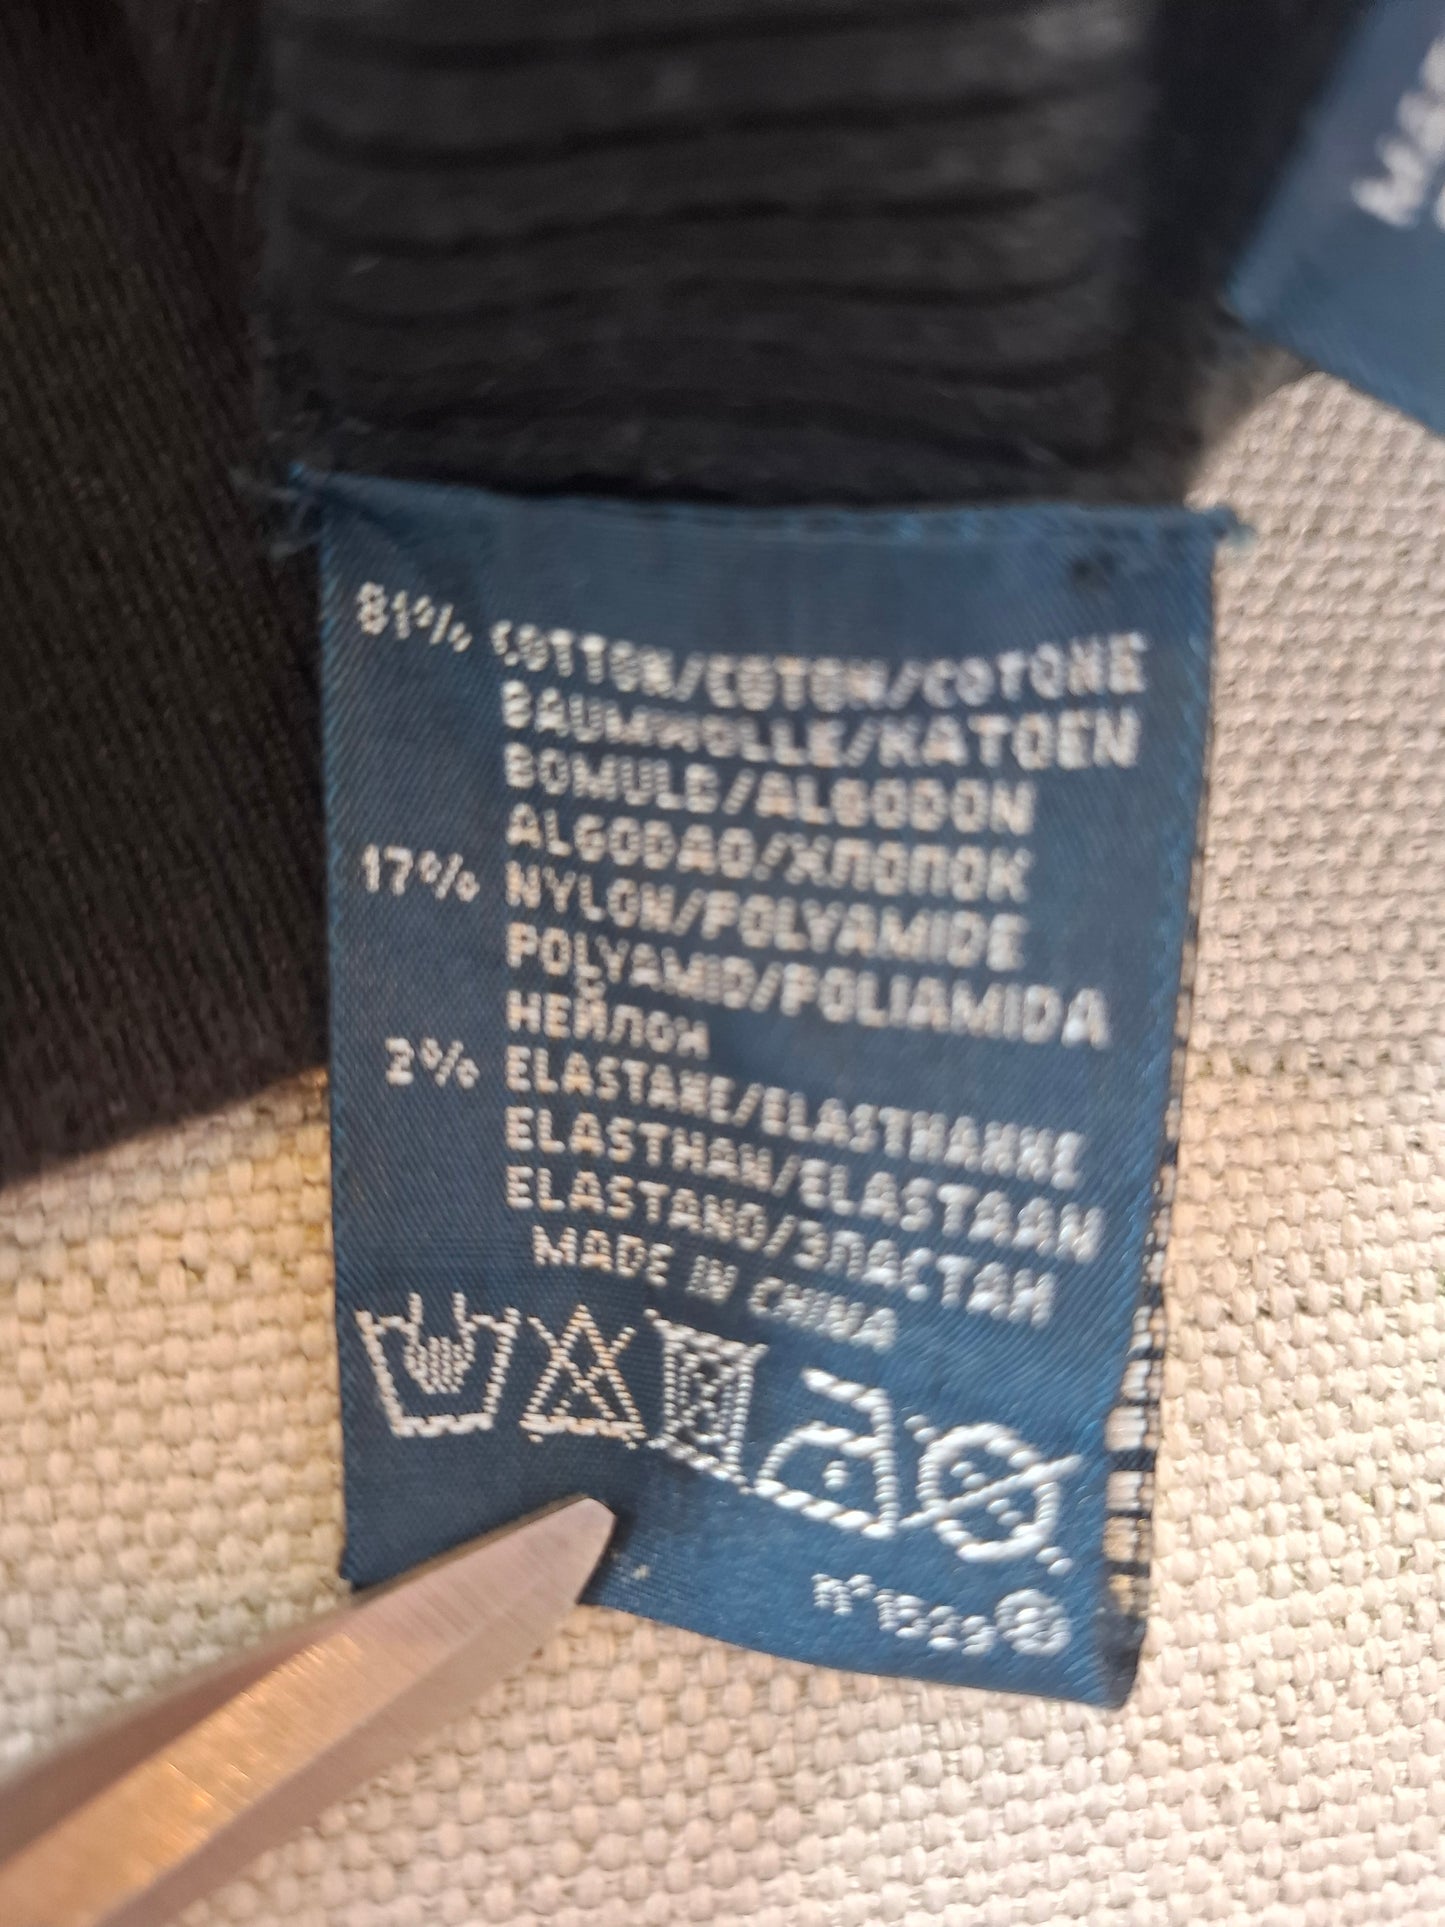 81% COTTON/COTON/COTONE
BAUMWOLLE/KATOEN
BOMULD/ALGODON
ALGODAO/ХЛОПОК
17% NYLON/POLYAMIDE
POLYAMID/POLIAMIDA
НЕЙЛОН
2% ELASTANE/ELASTHANNE
ELASTHAN/ELASTAAN
ELASTANO/ЭЛАСТАН
MADE IN CHINA
n°1529